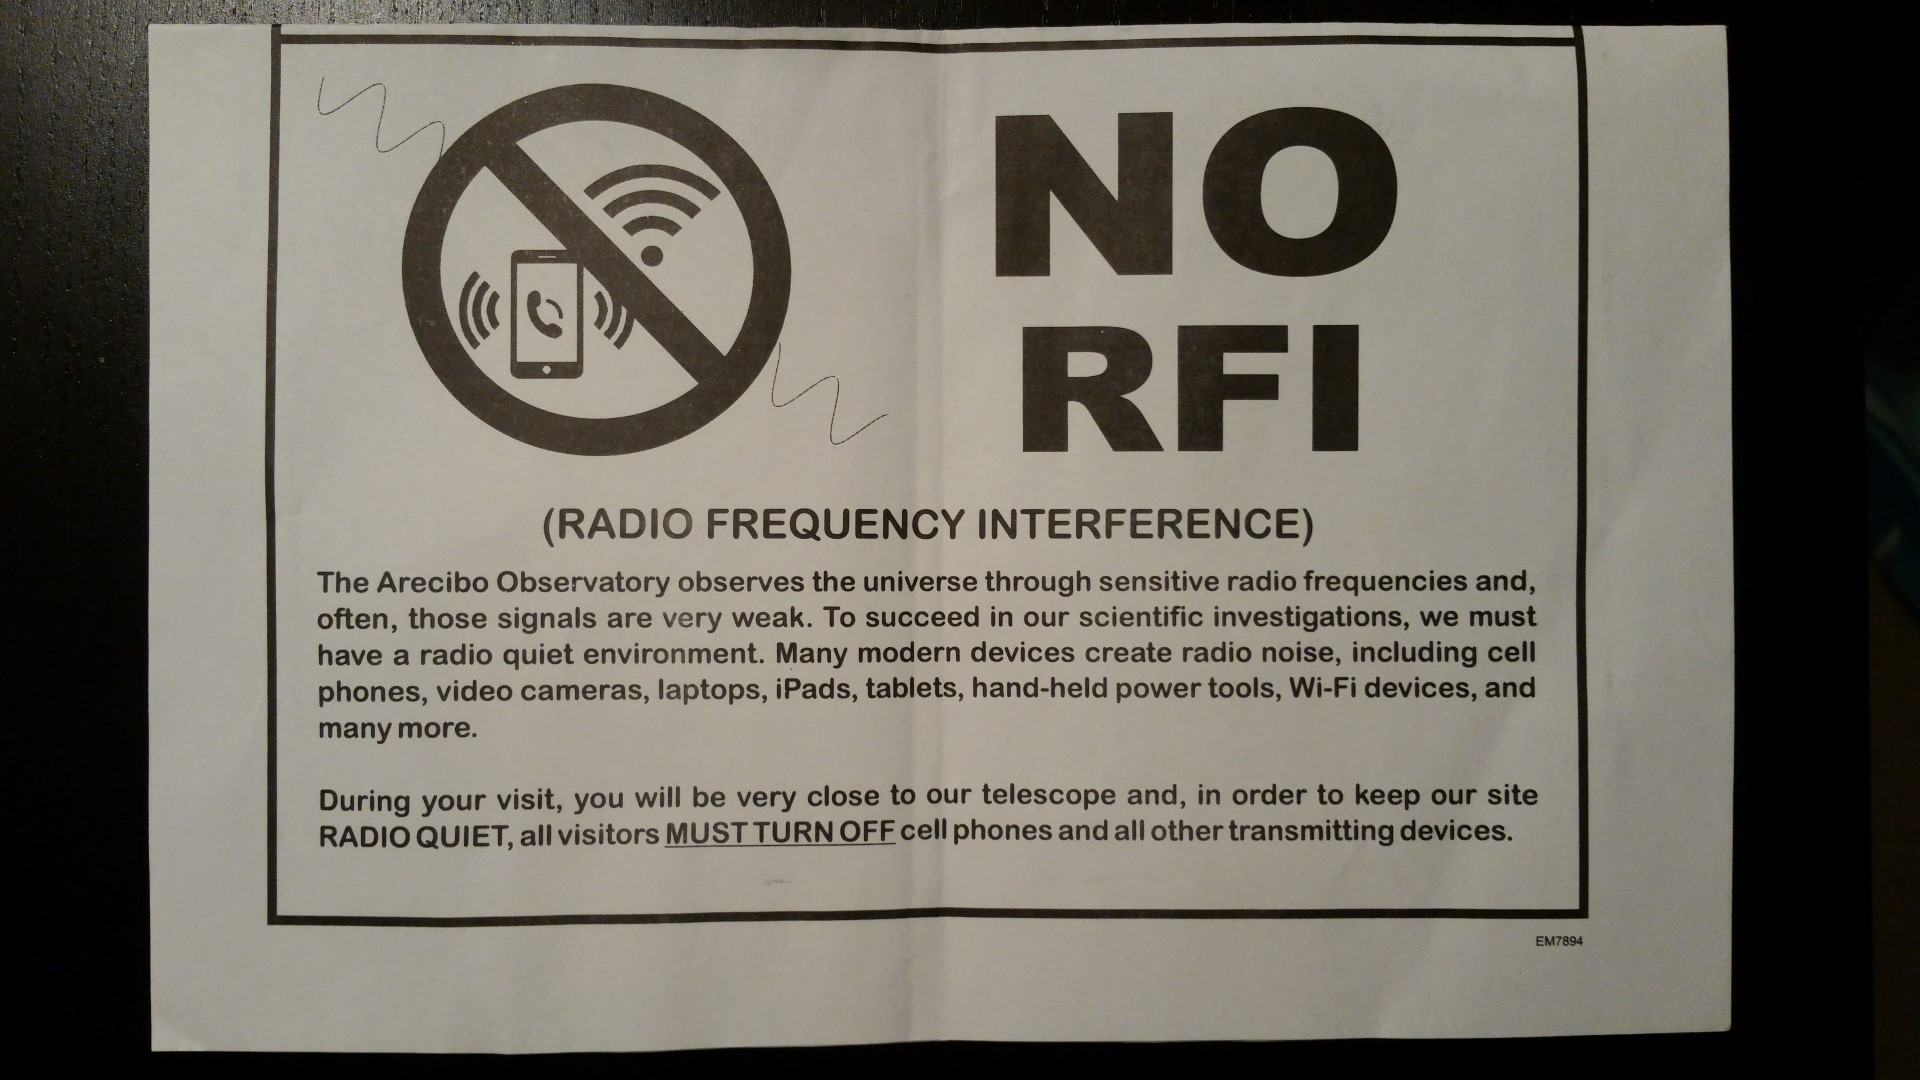 NO
RFI
(RADIO FREQUENCY INTERFERENCE)
The Arecibo Observatory observes the universe through sensitive radio frequencies and,
often, those signals are very weak. To succeed in our scientific investigations, we must
have a radio quiet environment. Many modern devices create radio noise, including cell
phones, video cameras, laptops, iPads, tablets, hand-held power tools, Wi-Fi devices, and
many more.
During your visit, you will be very close to our telescope and, in order to keep our site
RADIO QUIET, all visitors MUST TURN OFF cell phones and all other transmitting devices.
EM7894